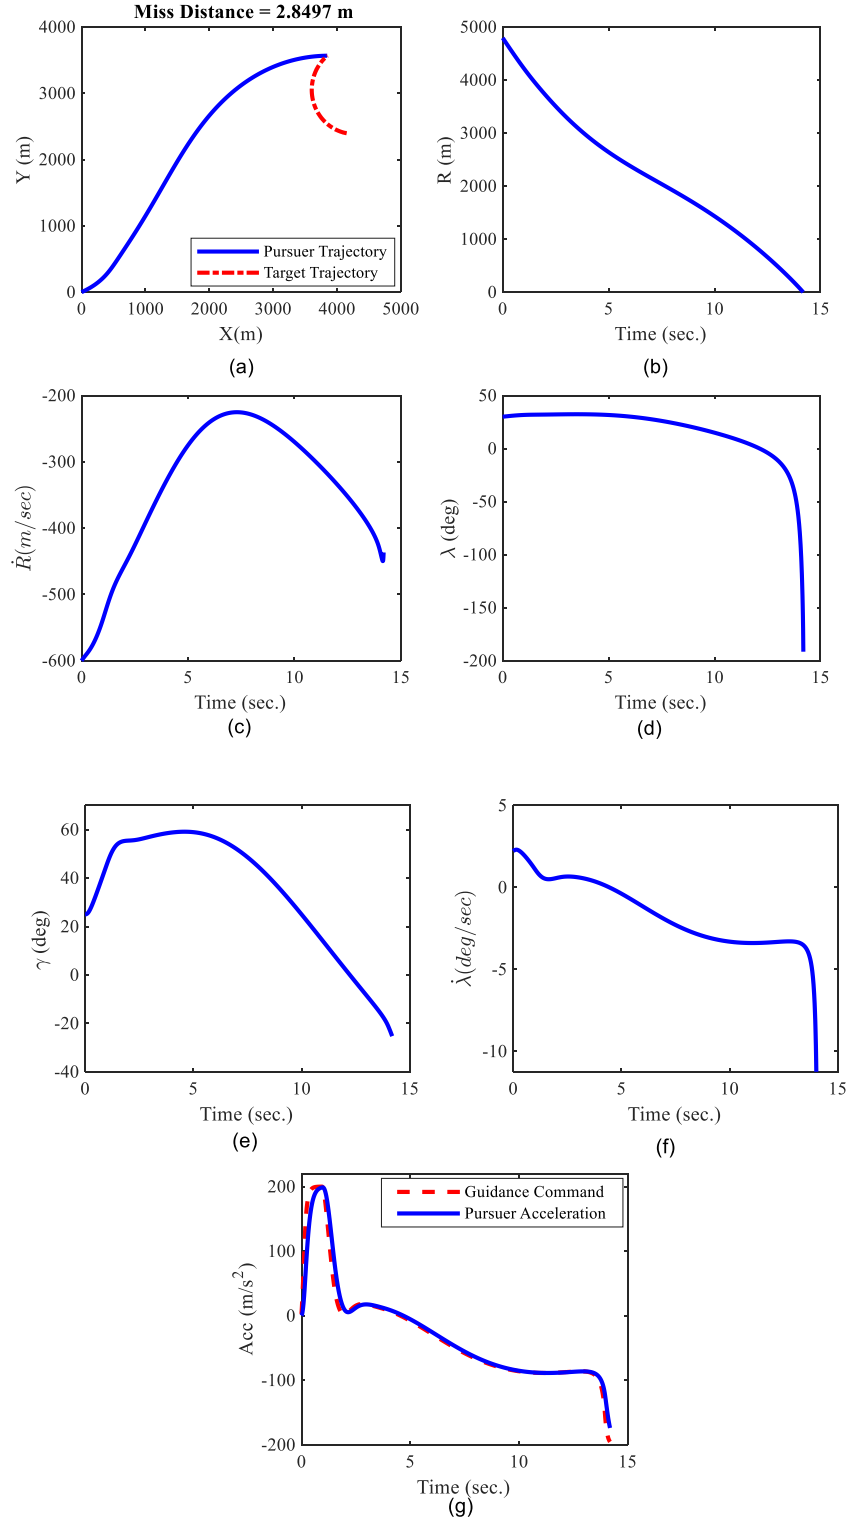 Miss Distance = 2.8497 m
4000
3000
2000
1000
0
Y (m)
Pursuer Trajectory
Target Trajectory
0
1000
2000
3000
4000
5000
X(m)
(a)
5000
4000
3000
2000
1000
0
R (m)
0
5
10
15
Time (sec.)
(b)
-200
-300
-400
-500
-600
Ṙ(m/sec)
0
5
10
15
Time (sec.)
(c)
50
0
-50
-100
-150
-200
λ (deg)
0
5
10
15
Time (sec.)
(d)
60
40
20
0
-20
-40
γ (deg)
0
5
10
15
Time (sec.)
(e)
5
0
-5
-10
λ̇(deg/sec)
0
5
10
15
Time (sec.)
(f)
200
100
0
-100
-200
Acc (m/s²)
Guidance Command
Pursuer Acceleration
0
5
10
15
Time (sec.)
(g)